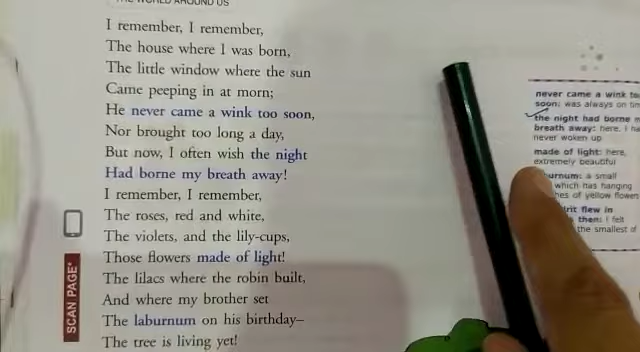 THE WORLD AROUND US
I remember, I remember,
The house where I was born,
The little window where the sun
Came peeping in at morn;
He never came a wink too soon,
Nor brought too long a day,
But now, I often wish the night
Had borne my breath away!
I remember, I remember,
The roses, red and white,
The violets, and the lily-cups,
Those flowers made of light!
The lilacs where the robin built,
And where my brother set
The laburnum on his birthday–
The tree is living yet!
SCAN PAGE*
never came a wink
soon: was always on
the night had borne
breath away: here, I
never woken up
made of light: here,
extremely beautiful
a small
which has hanging
of yellow flowers
flew in
I felt
the smallest of